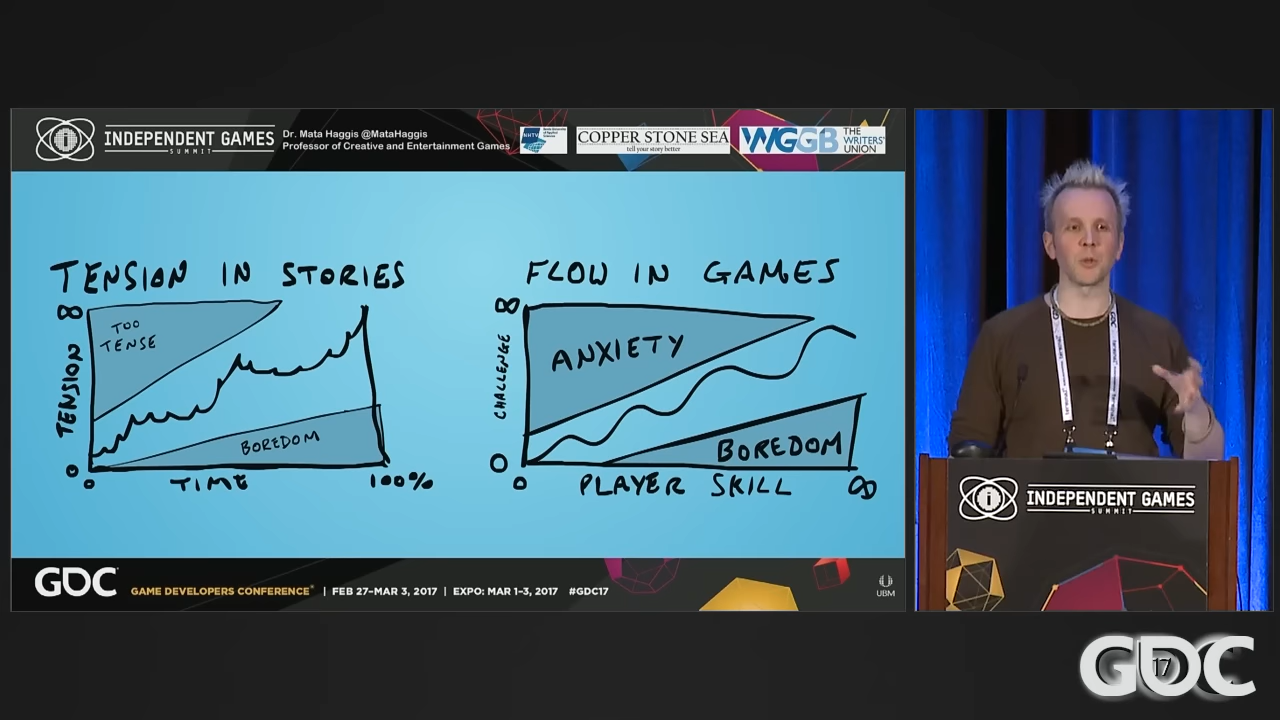 INDEPENDENT GAMES
SUMMIT
Dr. Mata Haggis @MataHaggis
Professor of Creative and Entertainment Games
NHTV
COPPER STONE SEA
tell your story better
WGGB
THE
WRITERS'
UNION
TENSION IN STORIES
∞
TOO
TENSE
TENSION
BOREDOM
0
0
TIME
100%
FLOW IN GAMES
∞
ANXIETY
CHALLENGE
BOREDOM
0
0
PLAYER SKILL
∞
GDC
GAME DEVELOPERS CONFERENCE® | FEB 27–MAR 3, 2017 | EXPO: MAR 1–3, 2017 #GDC17
UBM
GDC
INDEPENDENT GAMES
SUMMIT
GDC
17